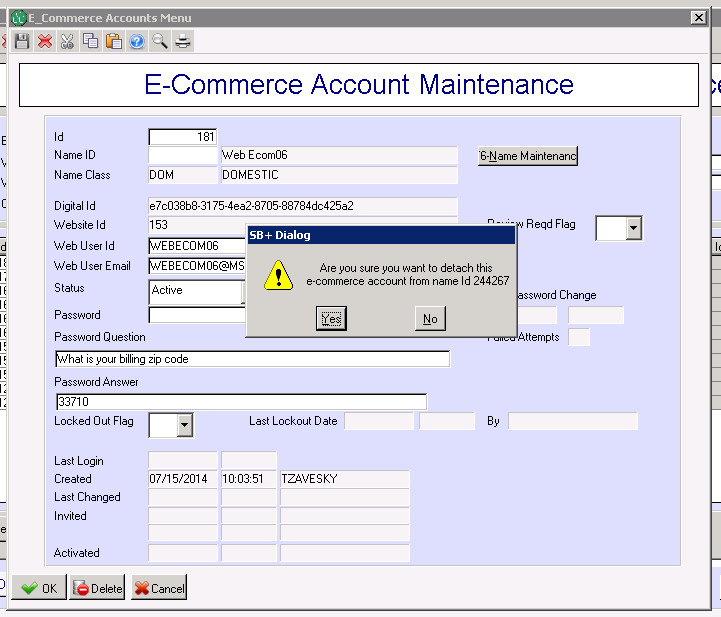 E_Commerce Accounts Menu
E-Commerce Account Maintenance
Id 181
Name ID Web Ecom06 6-Name Maintenanc
Name Class DOM DOMESTIC
Digital Id e7c038b8-3175-4ea2-8705-88784dc425a2
Website Id 153 Review Reqd Flag
Web User Id WEBECOM06
Web User Email WEBECOM06@MS
Status Active
SB+ Dialog
Are you sure you want to detach this
e-commerce account from name Id 244267
Yes No
assword Change
Password
Failed Attempts
Password Question
What is your billing zip code
Password Answer
33710
Locked Out Flag Last Lockout Date By
Last Login
Created 07/15/2014 10:03:51 TZAVESKY
Last Changed
Invited
Activated
OK Delete Cancel